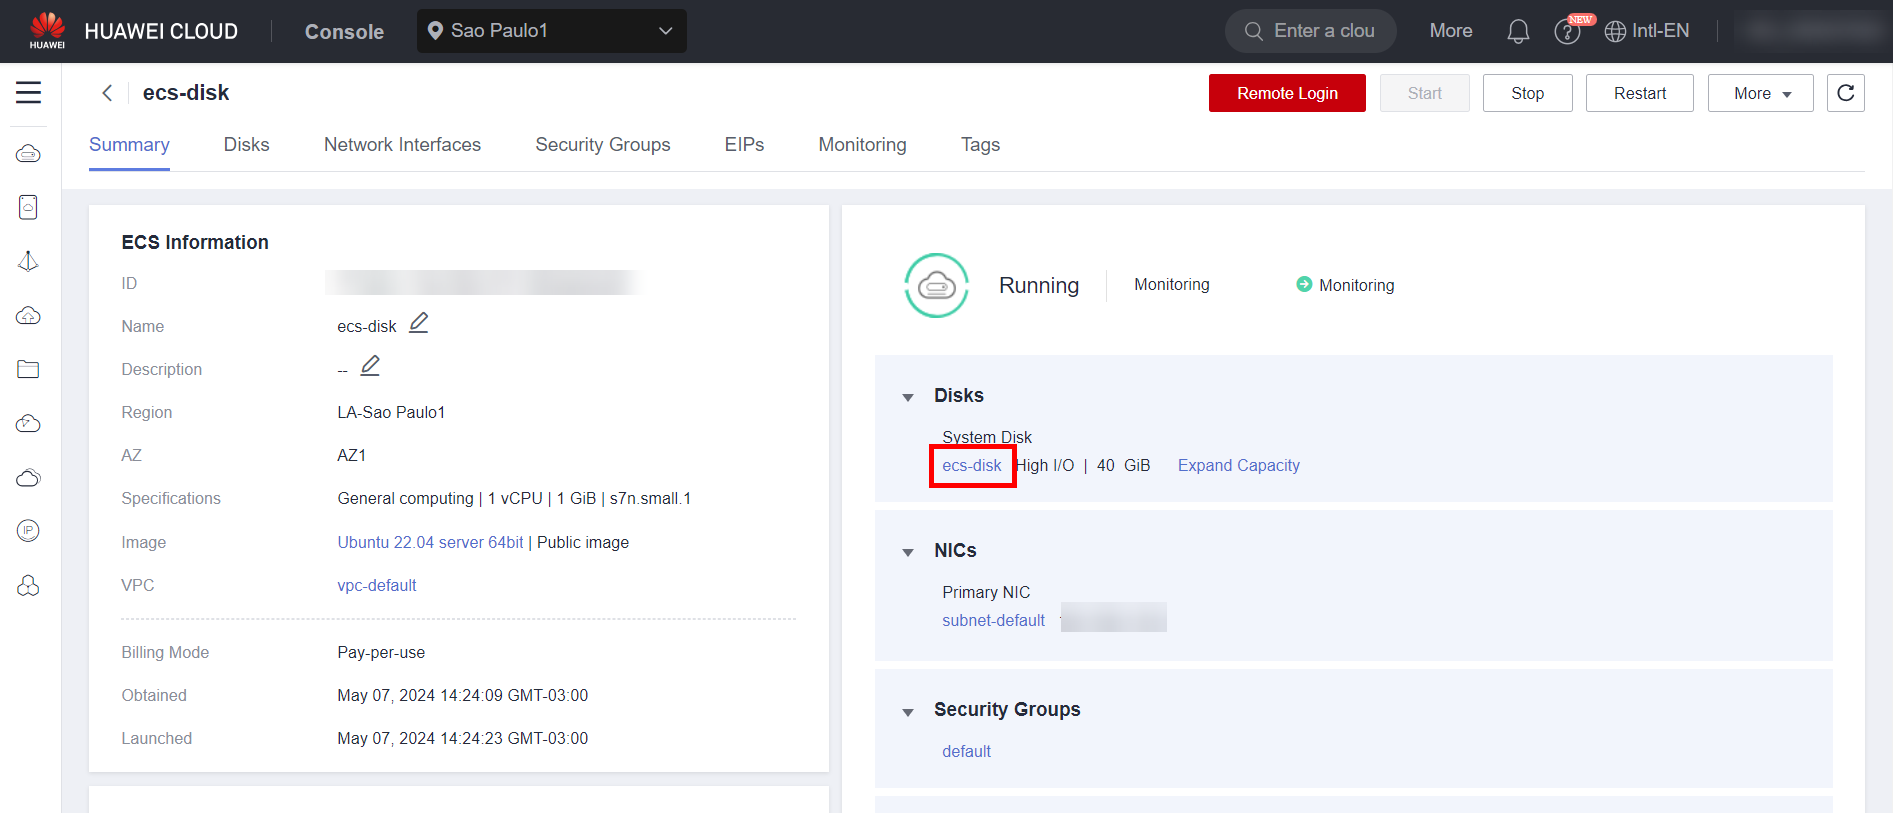 HUAWEI
HUAWEI CLOUD
Console
Sao Paulo1
Enter a clou
More
NEW
Intl-EN
ecs-disk
Remote Login
Start
Stop
Restart
More
Summary
Disks
Network Interfaces
Security Groups
EIPs
Monitoring
Tags
ECS Information
ID
Name
ecs-disk
Description
--
Region
LA-Sao Paulo1
AZ
AZ1
Specifications
General computing | 1 vCPU | 1 GiB | s7n.small.1
Image
Ubuntu 22.04 server 64bit | Public image
VPC
vpc-default
Billing Mode
Pay-per-use
Obtained
May 07, 2024 14:24:09 GMT-03:00
Launched
May 07, 2024 14:24:23 GMT-03:00
Running
Monitoring
Monitoring
Disks
System Disk
ecs-disk High I/O | 40 GiB Expand Capacity
NICs
Primary NIC
subnet-default
Security Groups
default
IP